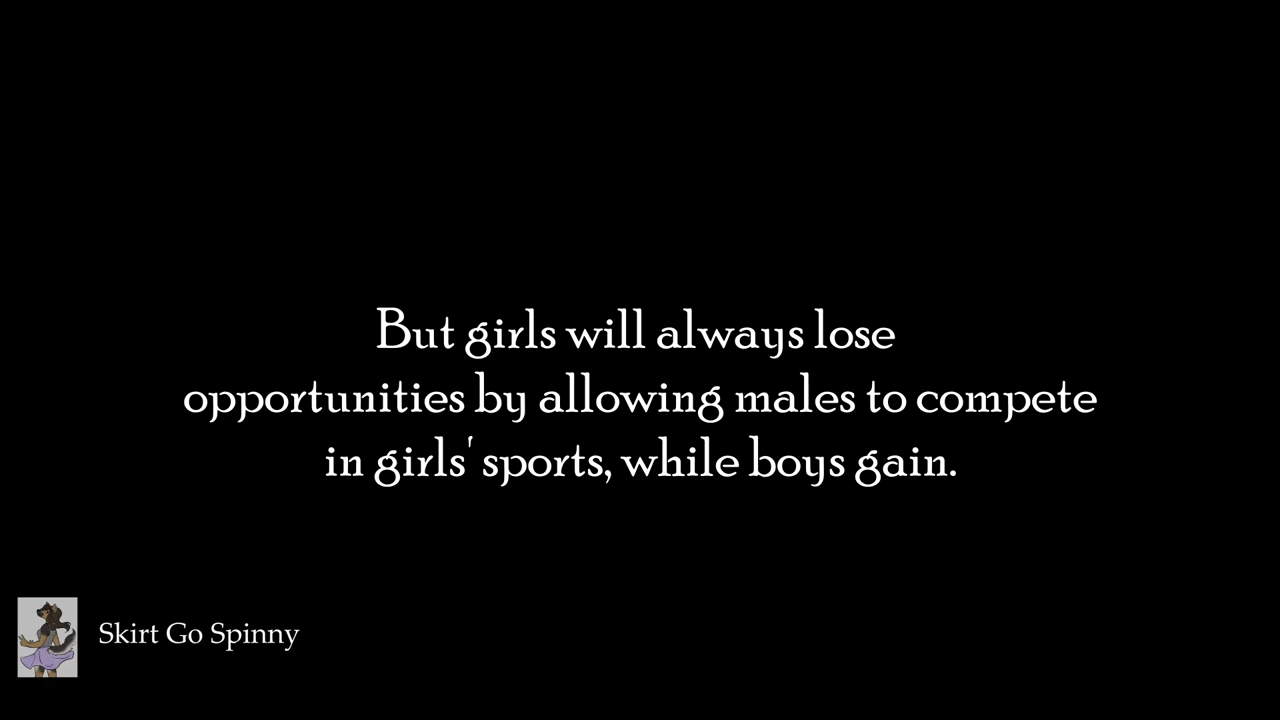 But girls will always lose
opportunities by allowing males to compete
in girls' sports, while boys gain.
Skirt Go Spinny